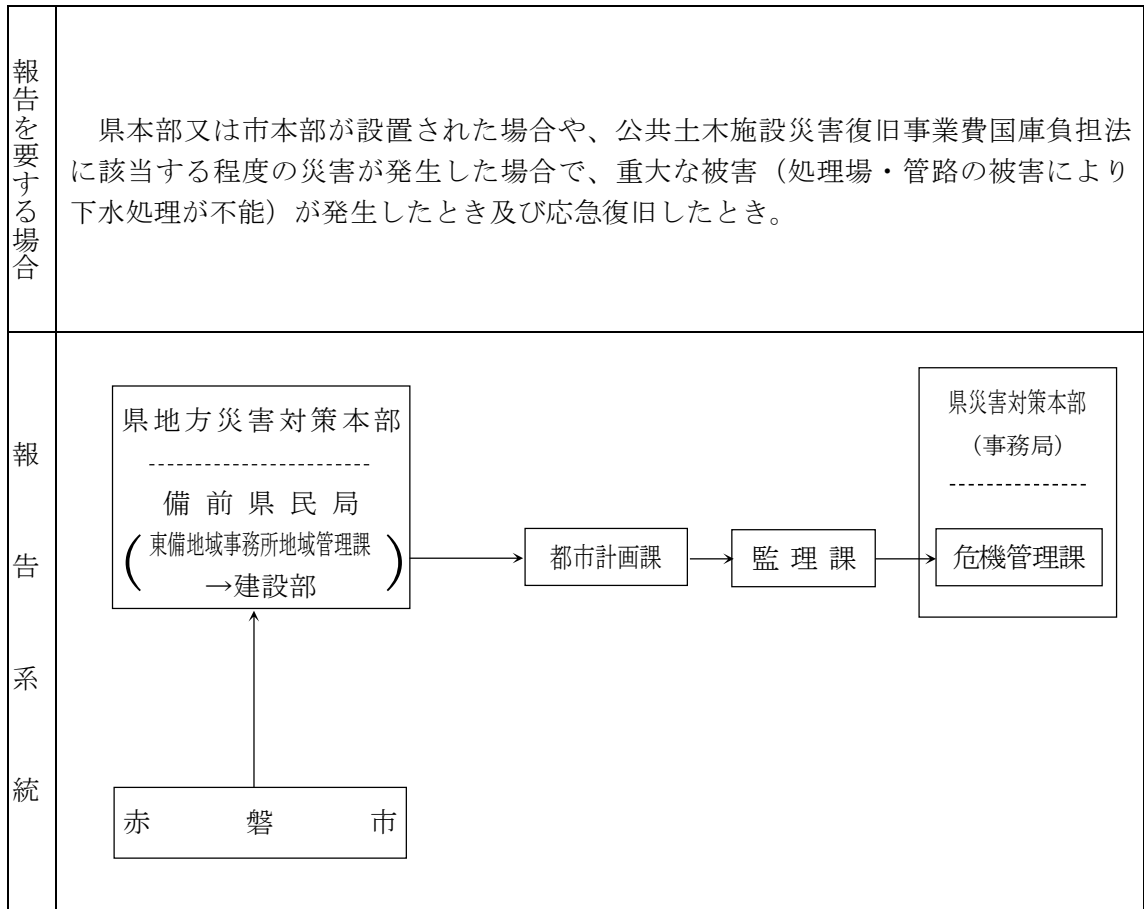 報告を要する場合
県本部又は市本部が設置された場合や、公共土木施設災害復旧事業費国庫負担法
に該当する程度の災害が発生した場合で、重大な被害（処理場・管路の被害により
下水処理が不能）が発生したとき及び応急復旧したとき。
報告系統
県地方災害対策本部
備前県民局
（東備地域事務所地域管理課
→建設部）
都市計画課
監理課
県災害対策本部
（事務局）
危機管理課
赤磐市